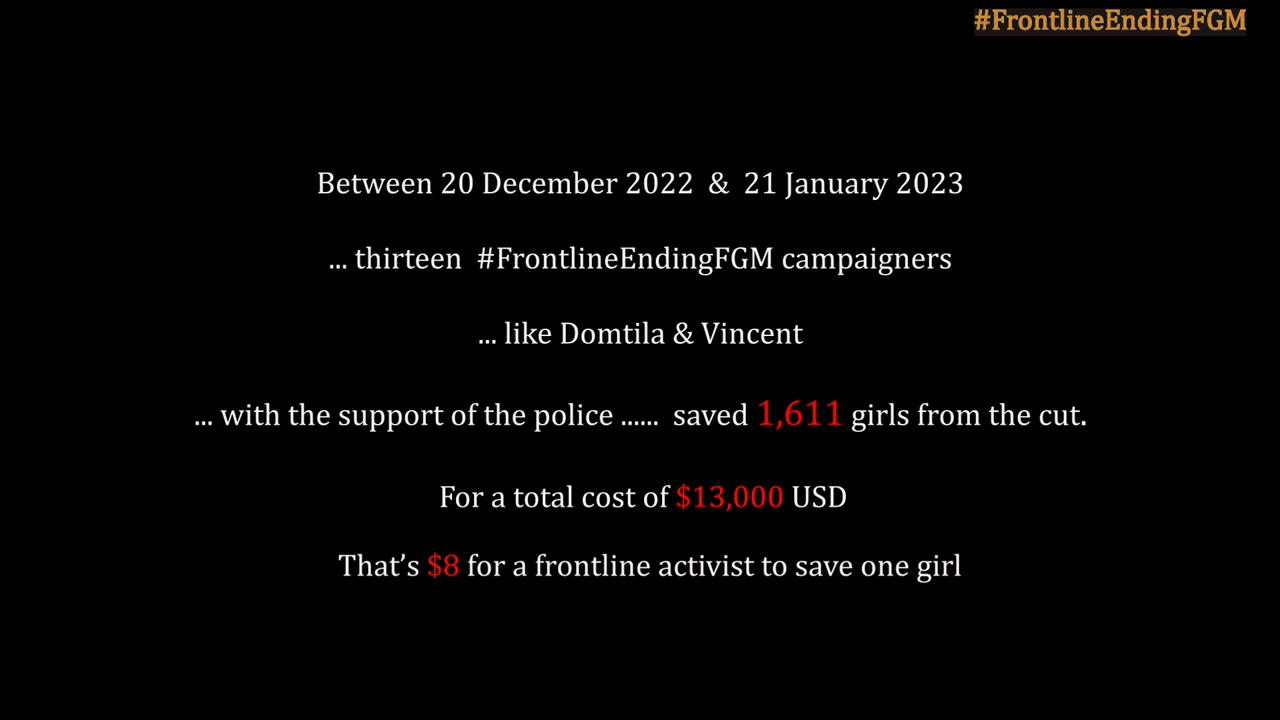 #FrontlineEndingFGM
Between 20 December 2022 & 21 January 2023
... thirteen #FrontlineEndingFGM campaigners
... like Domtila & Vincent
... with the support of the police ...... saved 1,611 girls from the cut.
For a total cost of $13,000 USD
That’s $8 for a frontline activist to save one girl